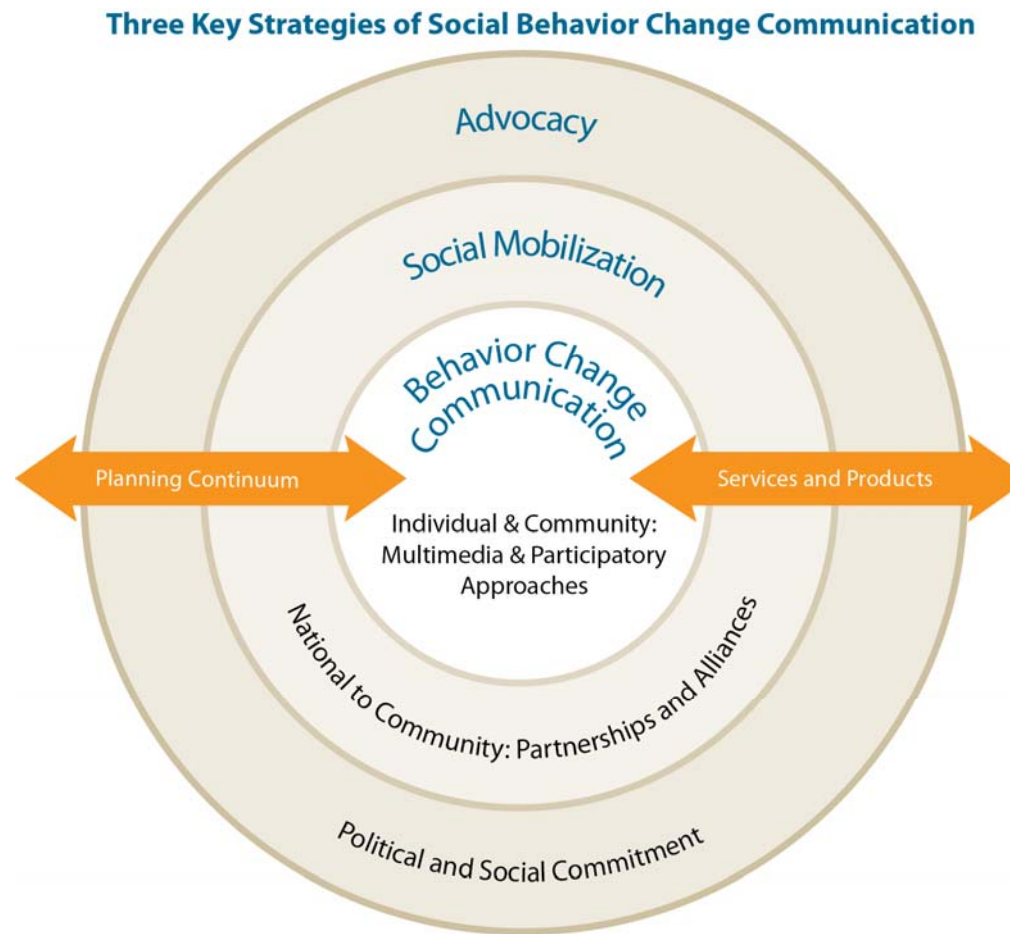 Three Key Strategies of Social Behavior Change Communication
Advocacy
Social Mobilization
Behavior Change
Communication
Planning Continuum
Services and Products
Individual & Community:
Multimedia & Participatory
Approaches
National to Community: Partnerships and Alliances
Political and Social Commitment